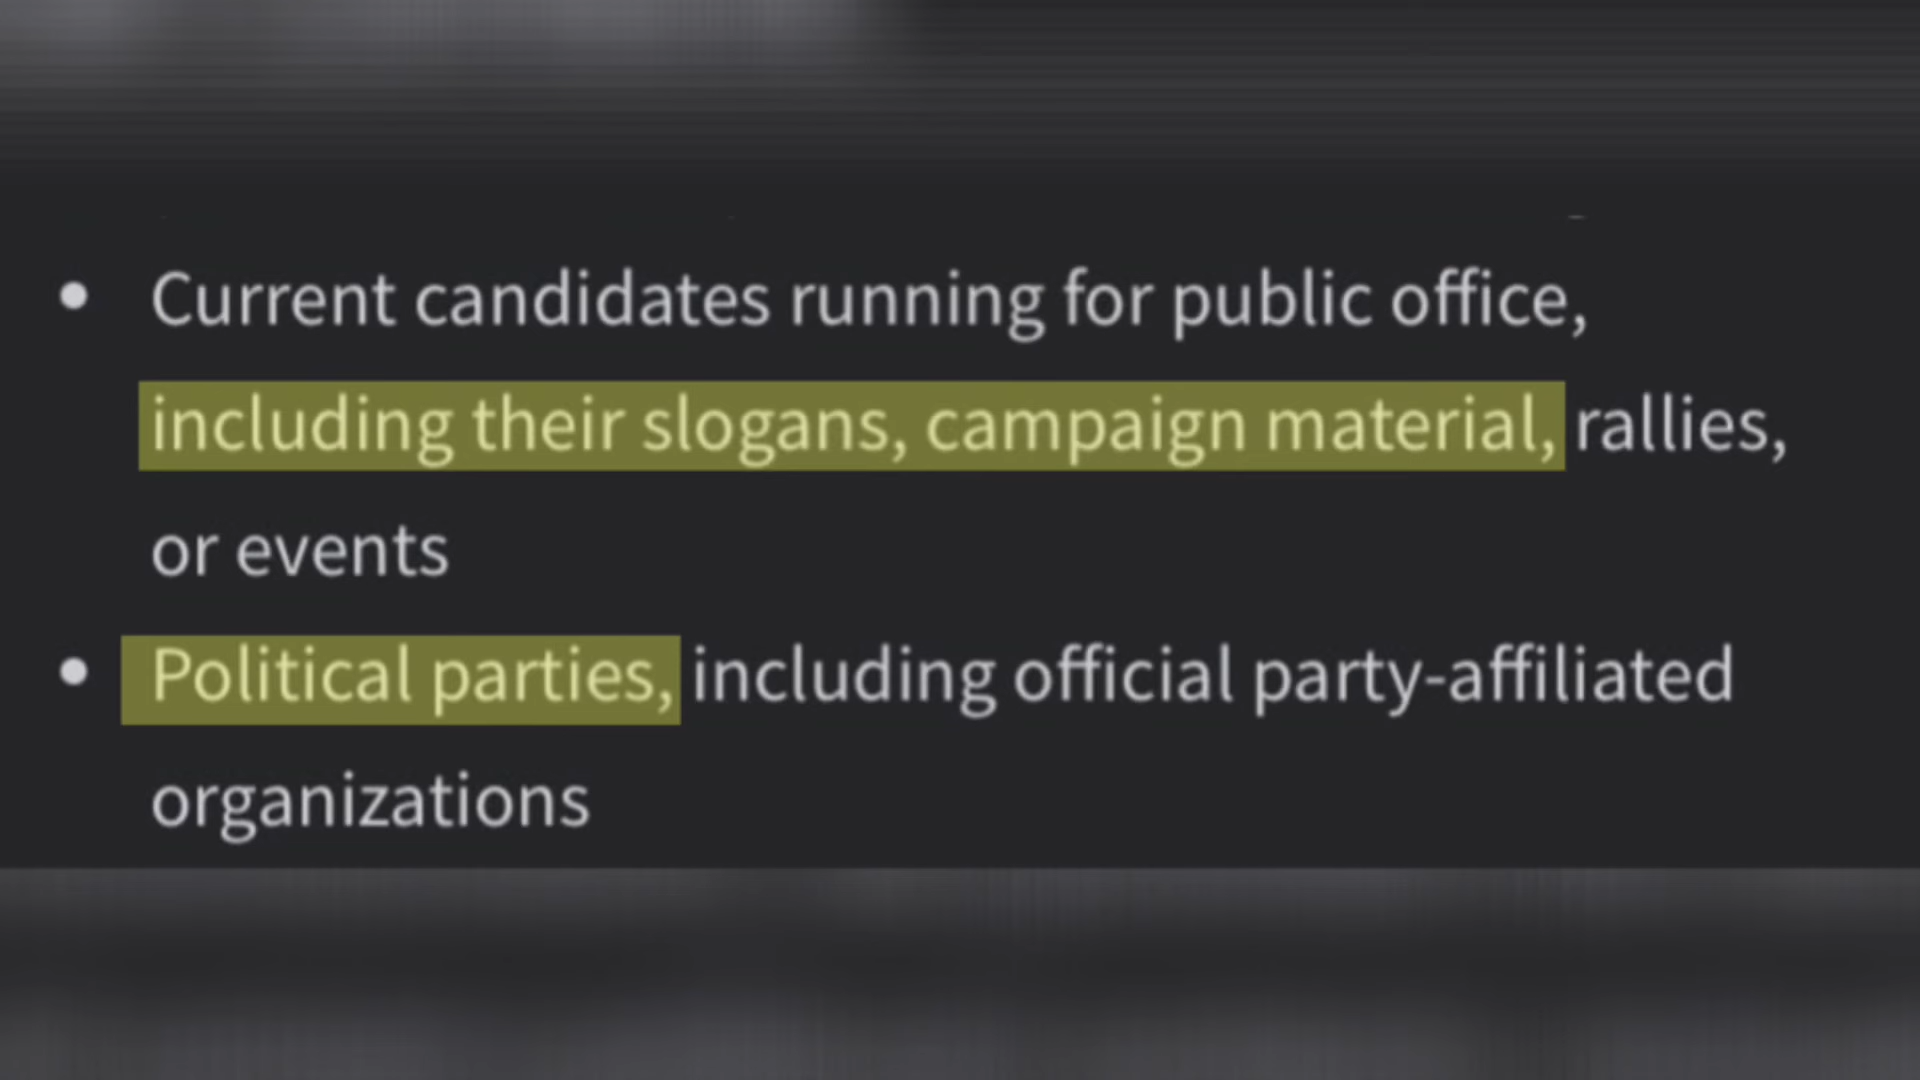 • Current candidates running for public office,
including their slogans, campaign material, rallies,
or events
• Political parties, including official party-affiliated
organizations